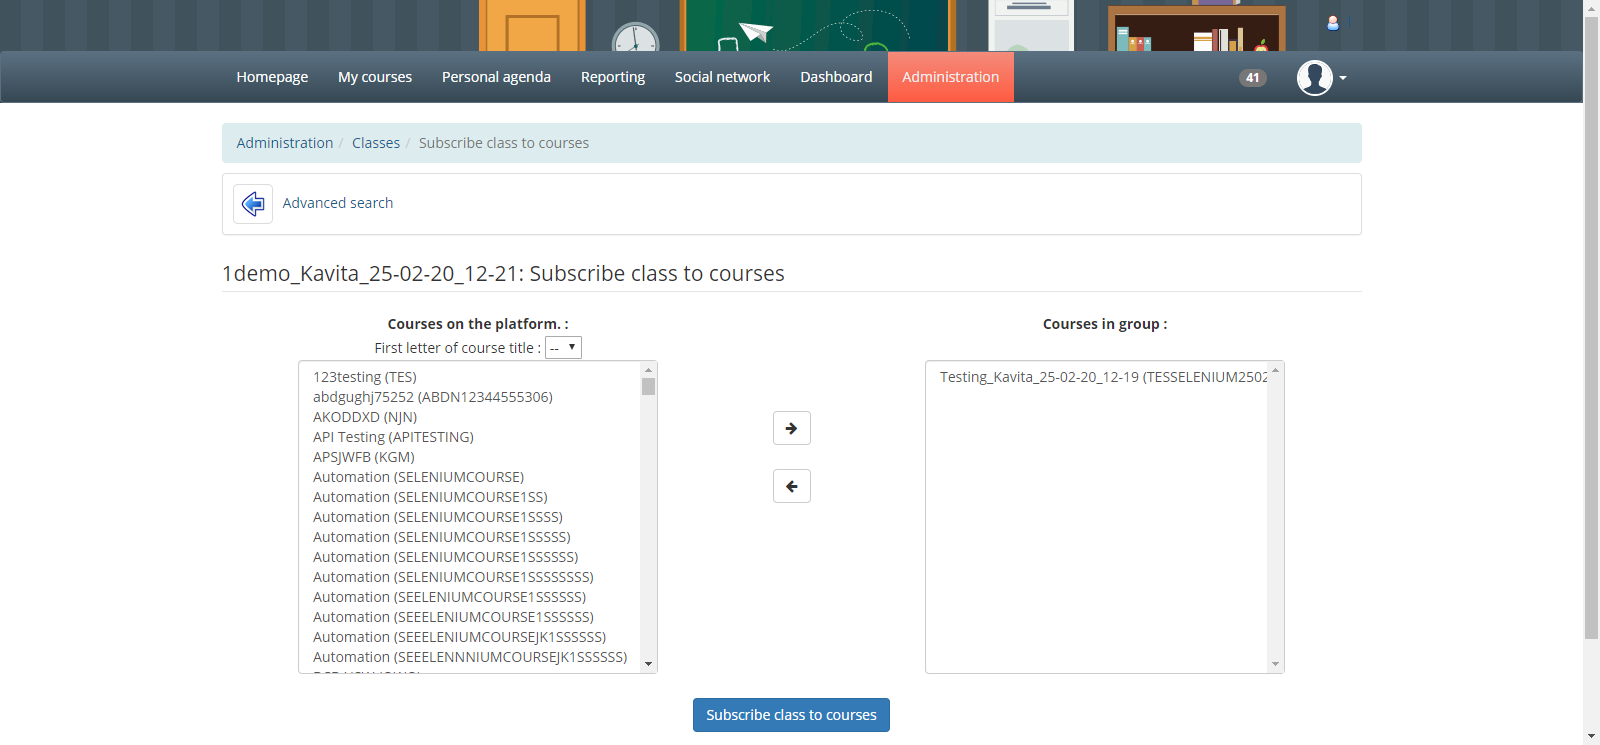 Homepage My courses Personal agenda Reporting Social network Dashboard Administration 41
Administration / Classes / Subscribe class to courses
Advanced search
1demo_Kavita_25-02-20_12-21: Subscribe class to courses
Courses on the platform. :
First letter of course title : --
123testing (TES)
abdgughj75252 (ABDN12344555306)
AKODDXD (NJN)
API Testing (APITESTING)
APSJWFB (KGM)
Automation (SELENIUMCOURSE)
Automation (SELENIUMCOURSE1SS)
Automation (SELENIUMCOURSE1SSSS)
Automation (SELENIUMCOURSE1SSSSS)
Automation (SELENIUMCOURSE1SSSSSS)
Automation (SELENIUMCOURSE1SSSSSSSS)
Automation (SEELENIUMCOURSE1SSSSSS)
Automation (SEEELENIUMCOURSE1SSSSSS)
Automation (SEEELENIUMCOURSEJK1SSSSSS)
Automation (SEEELENNNIUMCOURSEJK1SSSSSS)
Courses in group :
Testing_Kavita_25-02-20_12-19 (TESSELENIUM2502
Subscribe class to courses